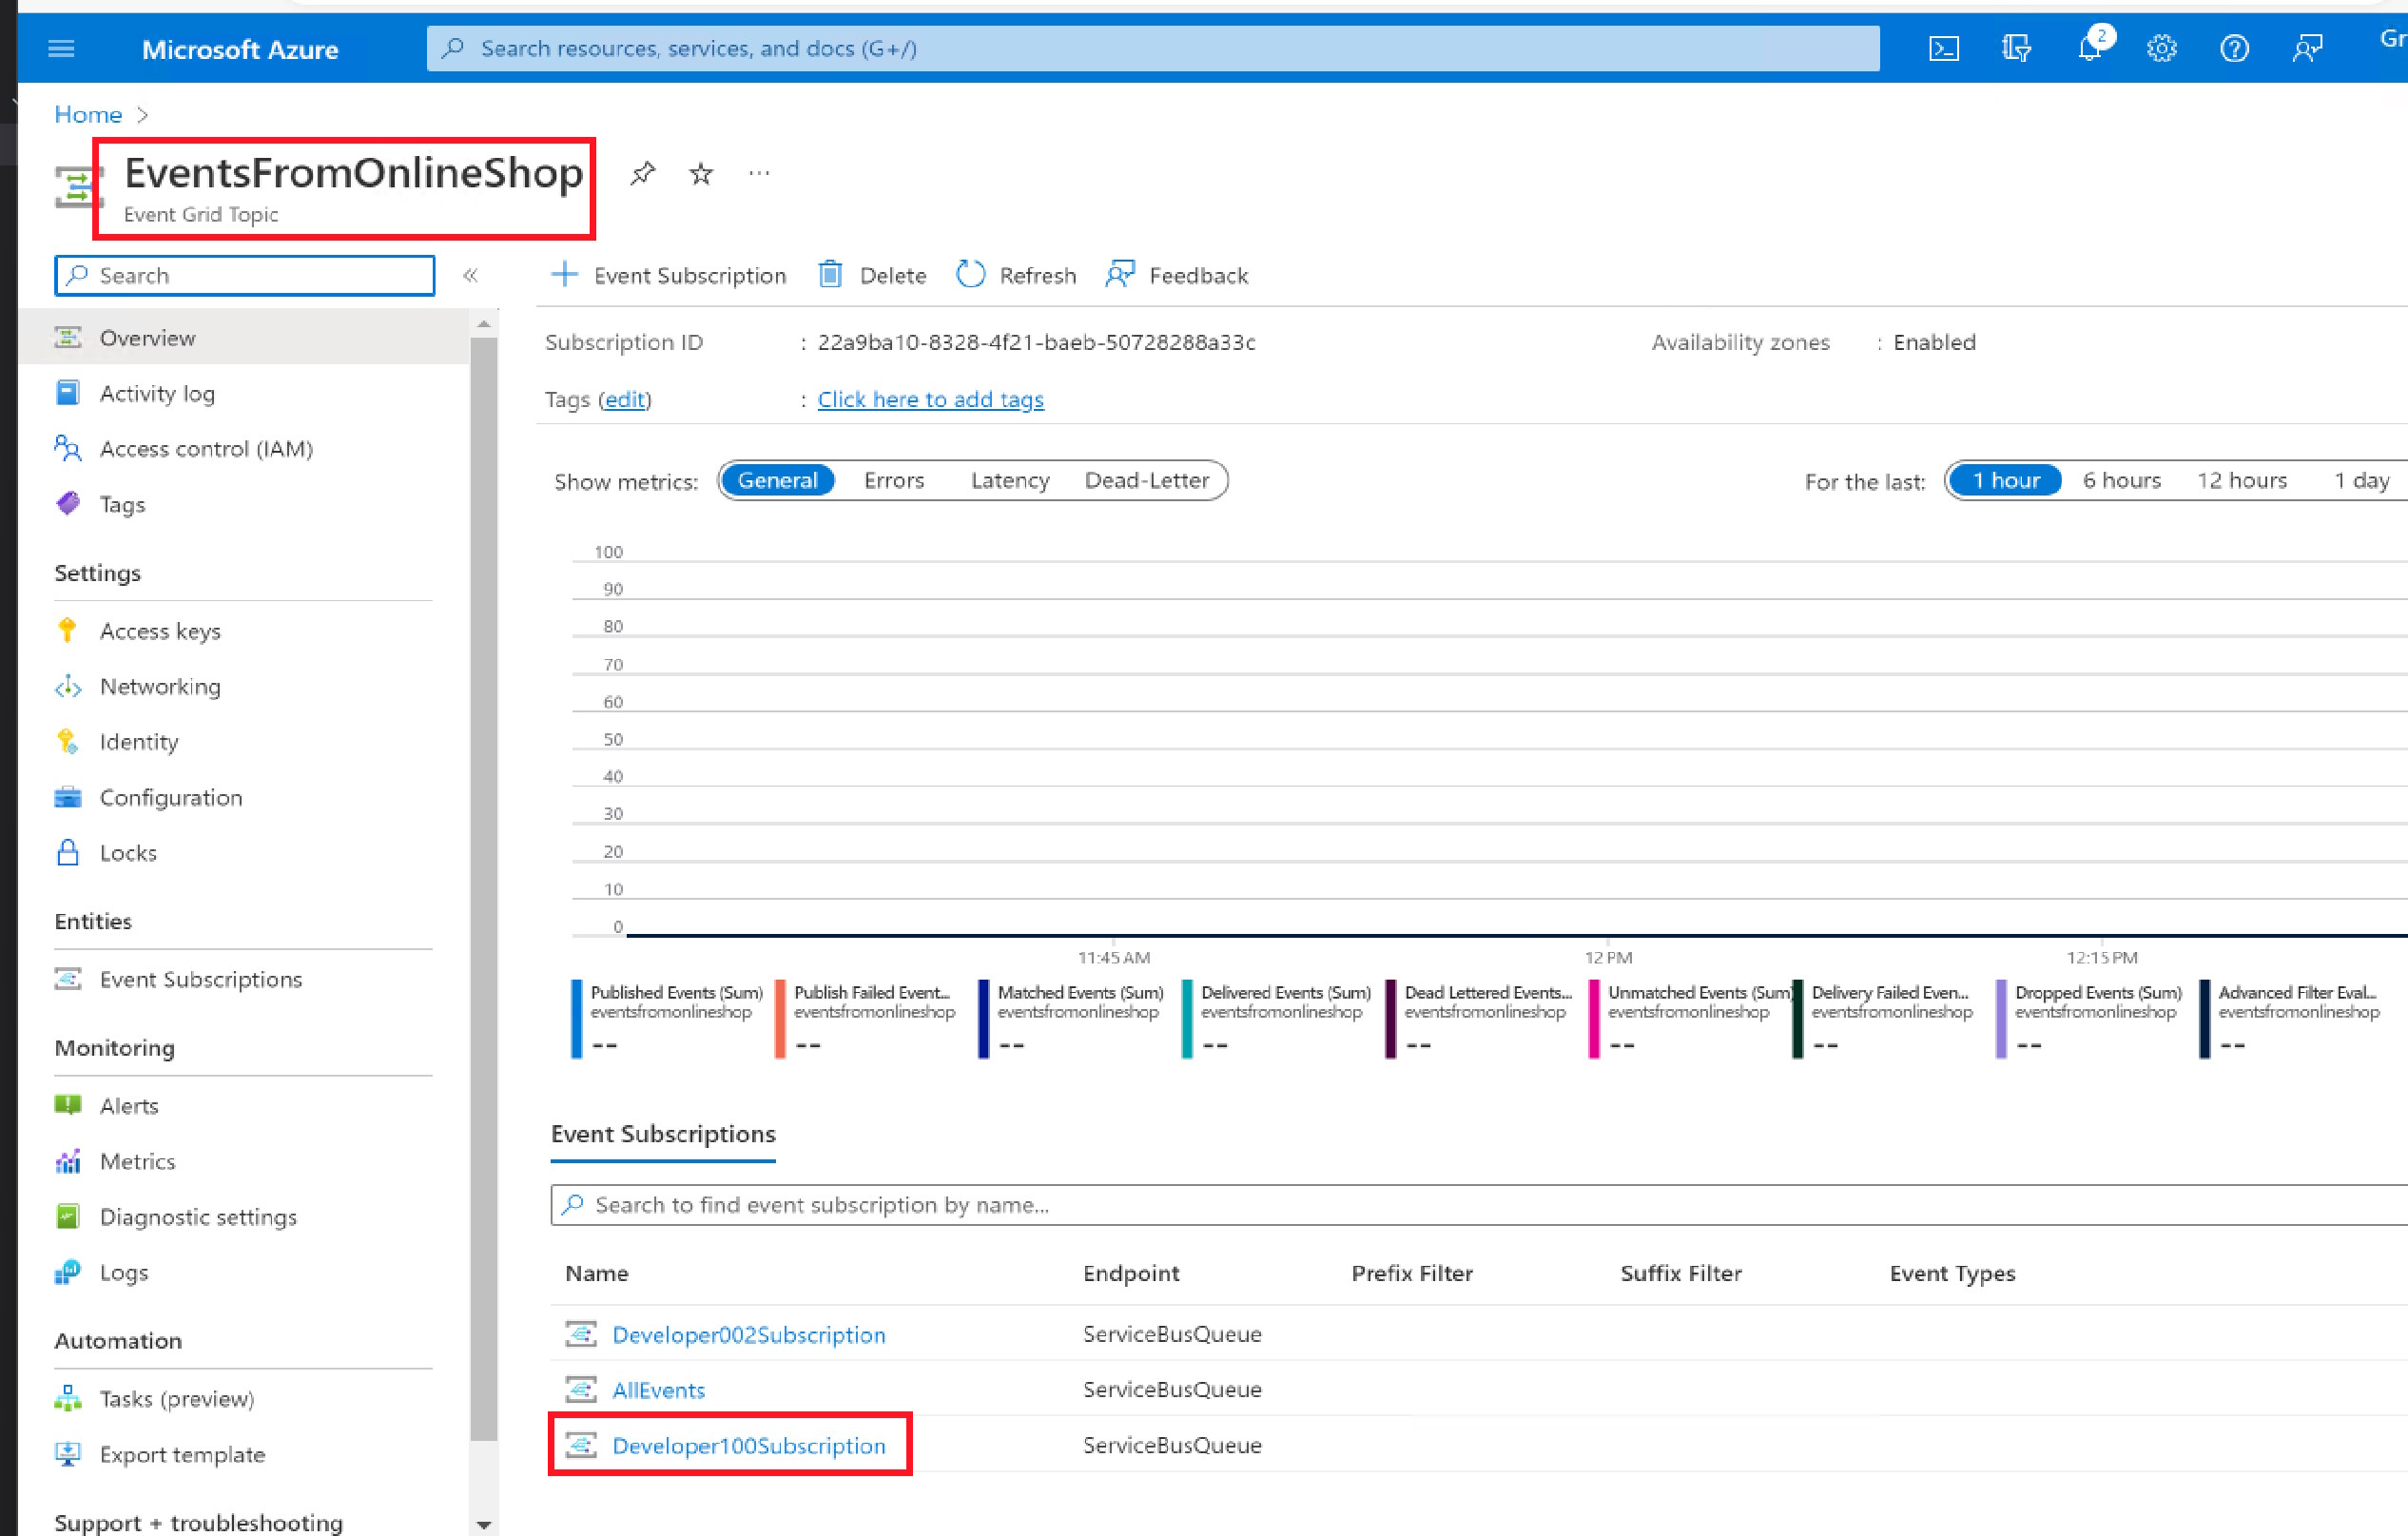 Microsoft Azure
Search resources, services, and docs (G+/)
2
Gr
Home >
EventsFromOnlineShop
...
Event Grid Topic
Search
«
+ Event Subscription
Delete
Refresh
Feedback
Overview
Activity log
Access control (IAM)
Tags
Settings
Access keys
Networking
Identity
Configuration
Locks
Entities
Event Subscriptions
Monitoring
Alerts
Metrics
Diagnostic settings
Logs
Automation
Tasks (preview)
Export template
Support + troubleshooting
Subscription ID : 22a9ba10-8328-4f21-baeb-50728288a33c
Availability zones : Enabled
Tags (edit) : Click here to add tags
Show metrics: General Errors Latency Dead-Letter
For the last: 1 hour 6 hours 12 hours 1 day
100
90
80
70
60
50
40
30
20
10
0
11:45 AM 12 PM 12:15 PM
Published Events (Sum)
eventsfromonlineshop
--
Publish Failed Event...
eventsfromonlineshop
--
Matched Events (Sum)
eventsfromonlineshop
--
Delivered Events (Sum)
eventsfromonlineshop
--
Dead Lettered Events...
eventsfromonlineshop
--
Unmatched Events (Sum)
eventsfromonlineshop
--
Delivery Failed Even...
eventsfromonlineshop
--
Dropped Events (Sum)
eventsfromonlineshop
--
Advanced Filter Eval...
eventsfromonlineshop
--
Event Subscriptions
Search to find event subscription by name...
Name Endpoint Prefix Filter Suffix Filter Event Types
Developer002Subscription ServiceBusQueue
AllEvents ServiceBusQueue
Developer100Subscription ServiceBusQueue